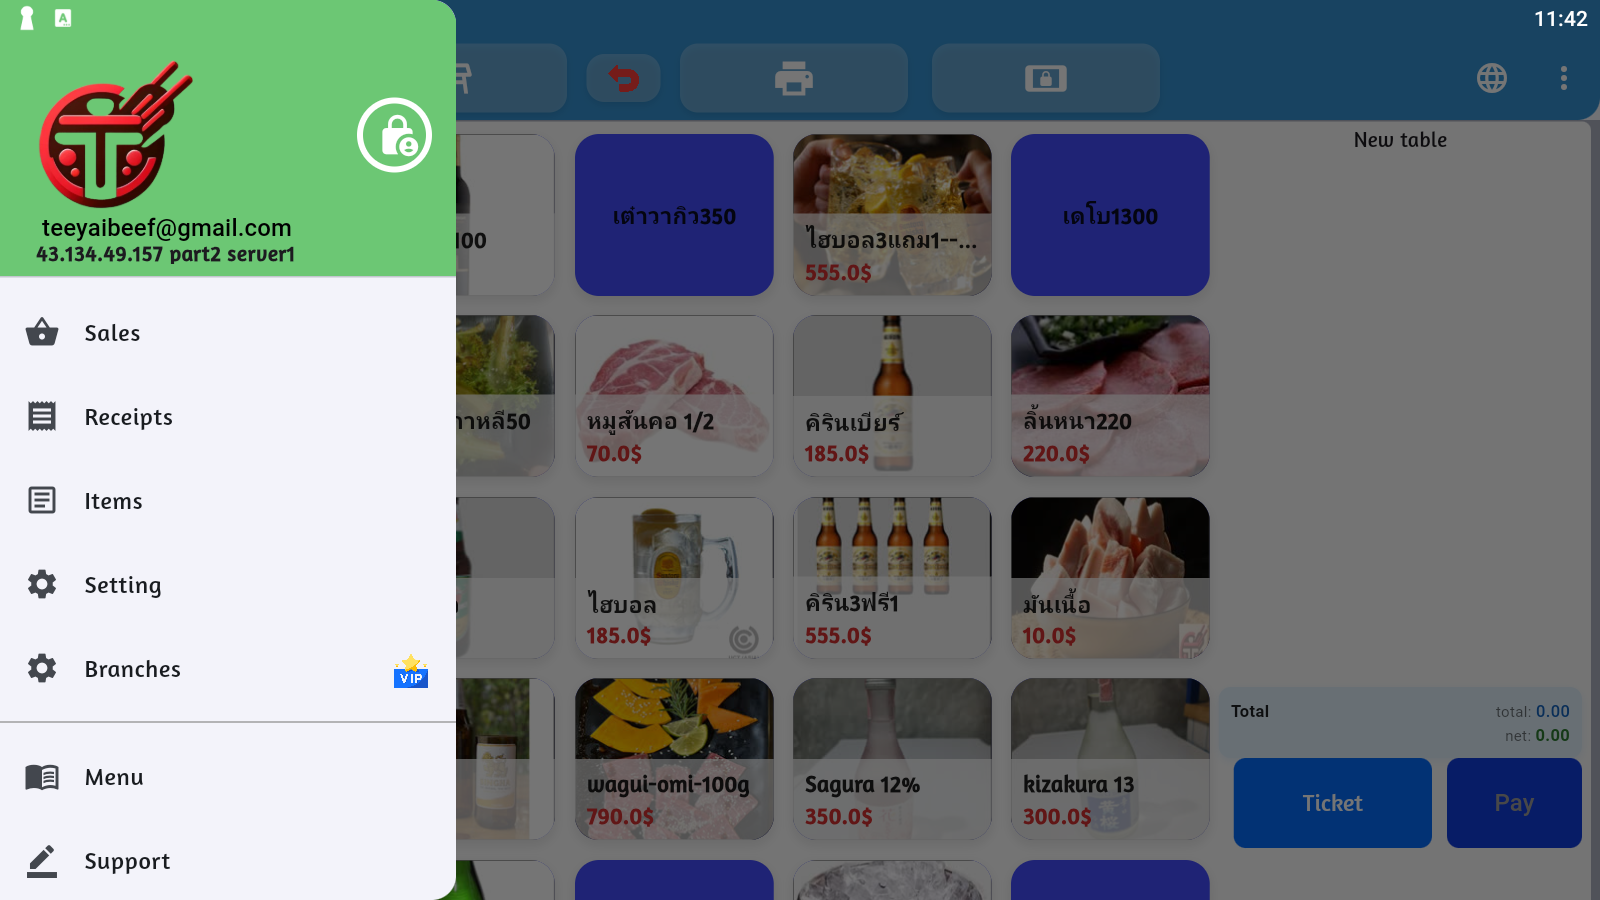 11:42
teeyaibeef@gmail.com
43.134.49.157 part2 server1
Sales
Receipts
Items
Setting
Branches
VIP
Menu
Support
New table
100
เต๋าวากิว350
ไฮบอล3แถม1--...
555.0$
เดโบ1300
าหลี50
หมูสันคอ 1/2
70.0$
คิรินเบียร์
185.0$
ลิ้นหนา220
220.0$
ไฮบอล
185.0$
คิริน3ฟรี1
555.0$
มันเนื้อ
10.0$
wagui-omi-100g
790.0$
Sagura 12%
350.0$
kizakura 13
300.0$
Total
total: 0.00
net: 0.00
Ticket
Pay